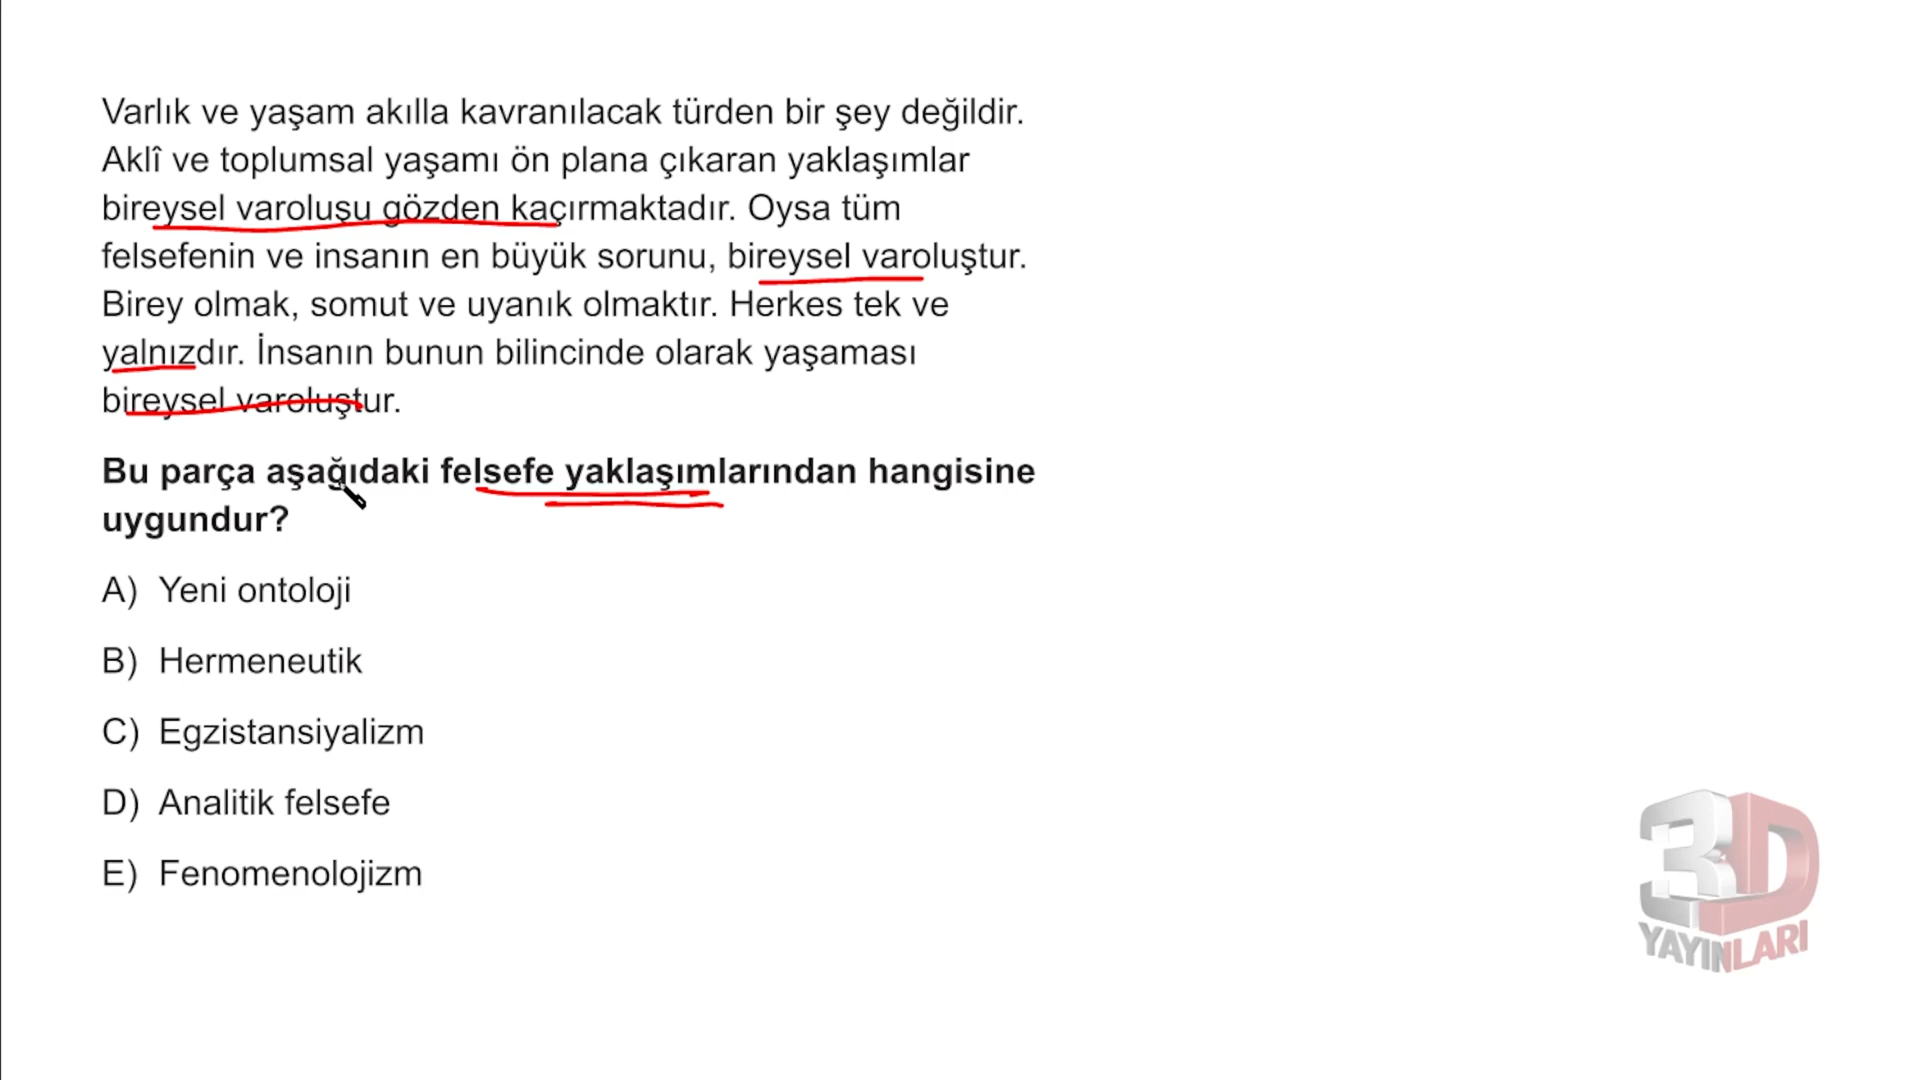 Varlık ve yaşam akılla kavranılacak türden bir şey değildir.
Aklî ve toplumsal yaşamı ön plana çıkaran yaklaşımlar
bireysel varoluşu gözden kaçırmaktadır. Oysa tüm
felsefenin ve insanın en büyük sorunu, bireysel varoluştur.
Birey olmak, somut ve uyanık olmaktır. Herkes tek ve
yalnızdır. İnsanın bunun bilincinde olarak yaşaması
bireysel varoluştur.
Bu parça aşağıdaki felsefe yaklaşımlarından hangisine
uygundur?
A) Yeni ontoloji
B) Hermeneutik
C) Egzistansiyalizm
D) Analitik felsefe
E) Fenomenolojizm
3D
YAYINLARI